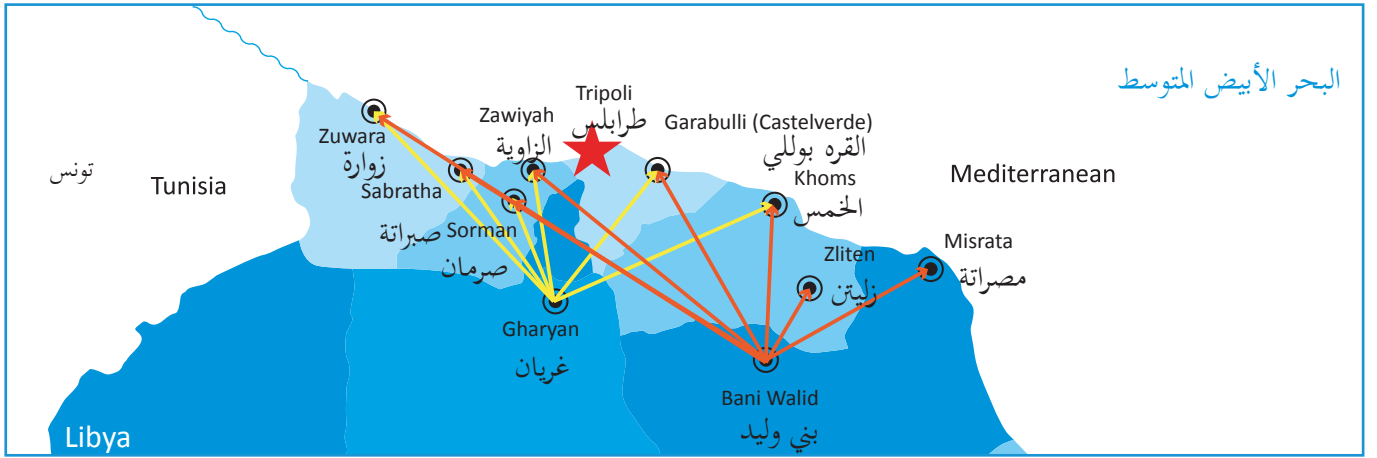 البحر الأبيض المتوسط
Tripoli
طرابلس
Zawiyah
الزاوية
Garabulli (Castelverde)
القره بوللي
Zuwara
زوارة
تونس
Tunisia
Mediterranean
Khoms
الخمس
Sabratha
صبراتة
Sorman
صرمان
Zliten
زليتن
Misrata
مصراتة
Gharyan
غريان
Bani Walid
بني وليد
Libya